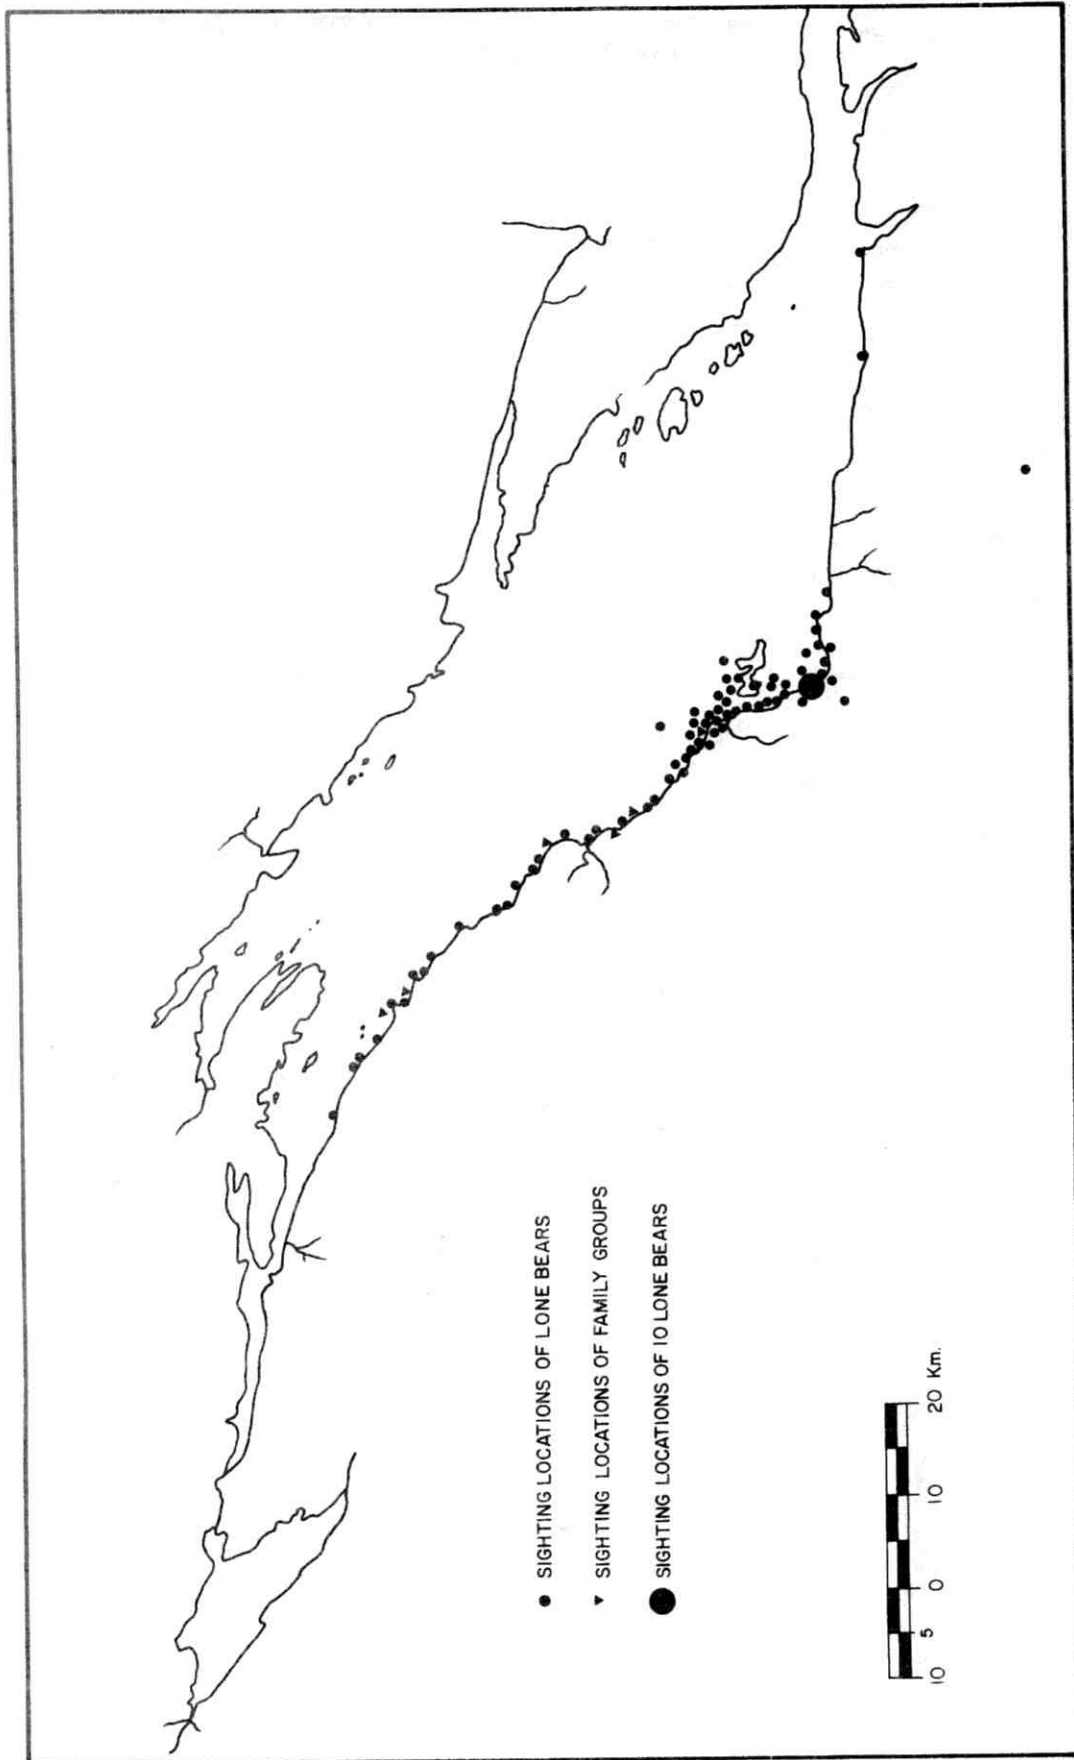 SIGHTING LOCATIONS OF LONE BEARS
SIGHTING LOCATIONS OF FAMILY GROUPS
SIGHTING LOCATIONS OF 10 LONE BEARS
10 5 0 10 20 Km.